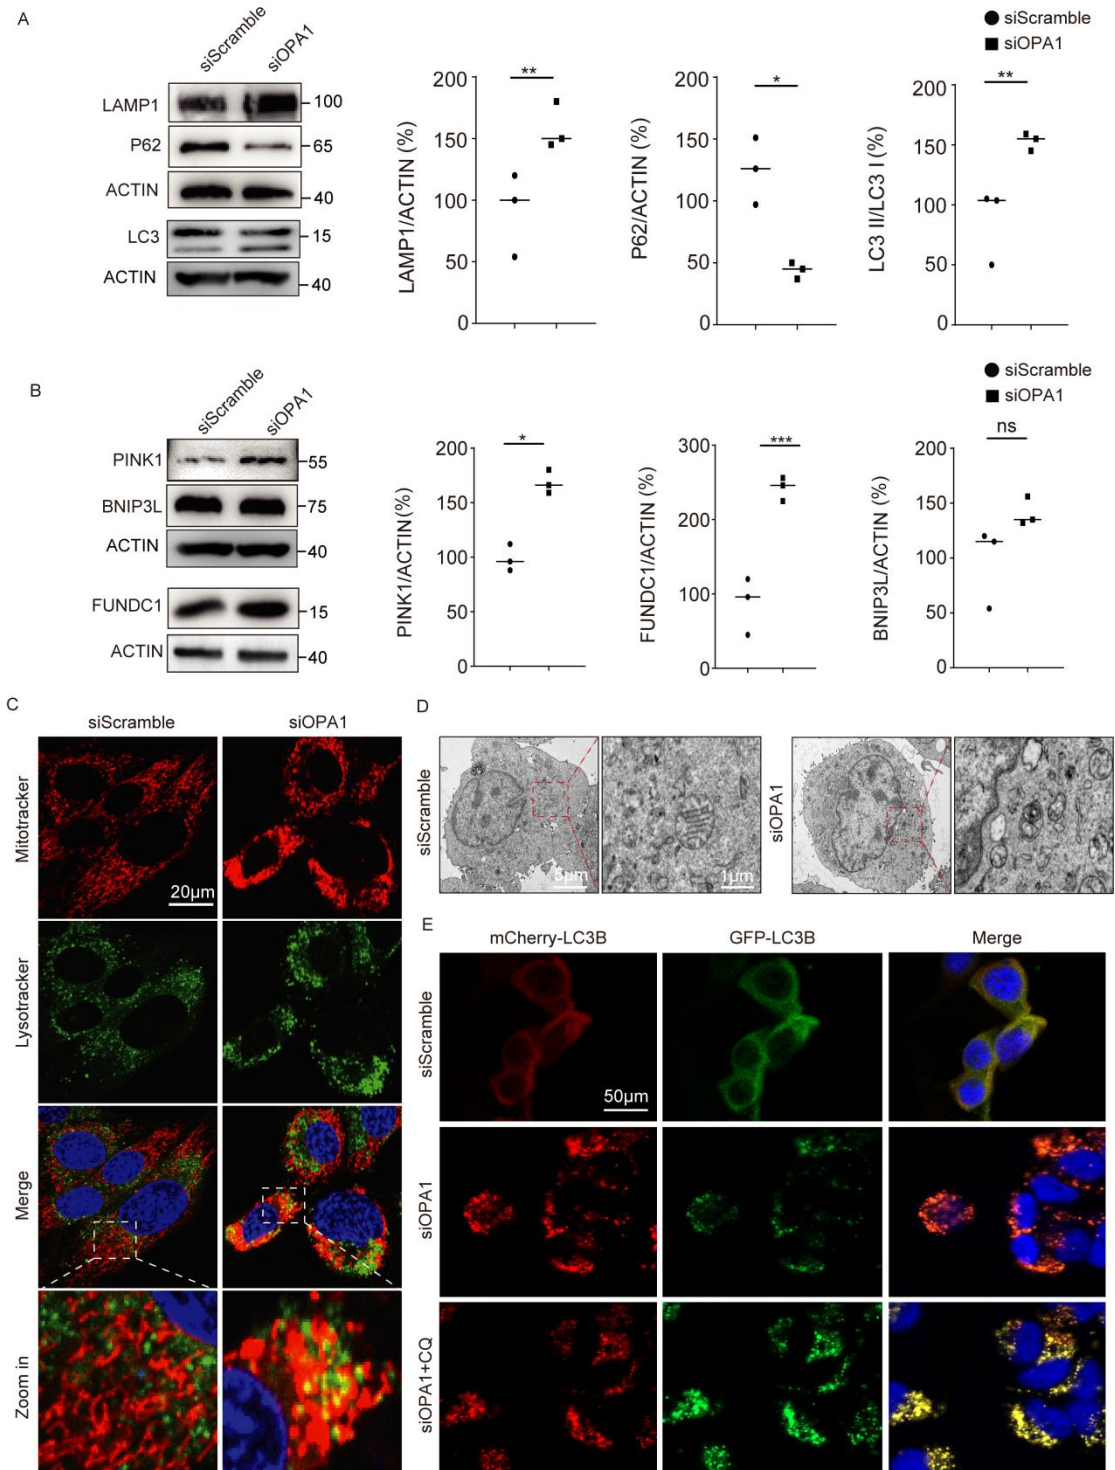 A
siScramble
siOPA1
LAMP1
100
P62
65
ACTIN
40
LC3
15
ACTIN
40
LAMP1/ACTIN (%)
200
150
100
50
0
**
P62/ACTIN (%)
200
150
100
50
0
*
siScramble
siOPA1
LC3 II/LC3 I (%)
200
150
100
50
0
**
B
siScramble
siOPA1
PINK1
55
BNIP3L
75
ACTIN
40
FUNDC1
15
ACTIN
40
PINK1/ACTIN(%)
200
150
100
50
0
*
FUNDC1/ACTIN (%)
300
200
100
0
***
siScramble
siOPA1
BNIP3L/ACTIN (%)
200
150
100
50
0
ns
C
siScramble
siOPA1
Mitotracker
20μm
Lysotracker
Merge
Zoom in
D
siScramble
5μm
1μm
siOPA1
E
mCherry-LC3B
GFP-LC3B
Merge
siScramble
50μm
siOPA1
siOPA1+CQ